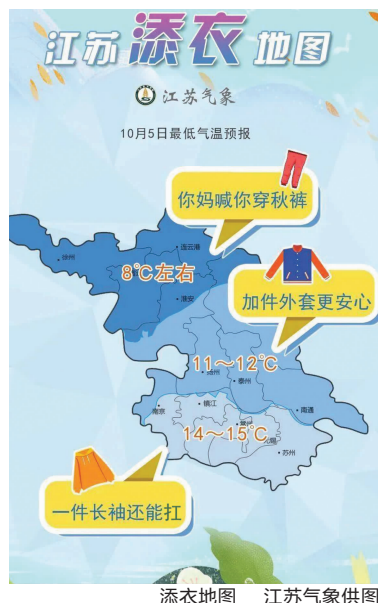 江苏添衣地图
江苏气象
10月5日最低气温预报
你妈喊你穿秋裤
连云港
徐州
8℃左右
淮安
加件外套更安心
11～12℃
扬州
泰州
镇江
南京
南通
14～15℃
无锡
苏州
一件长袖还能扛
添衣地图 江苏气象供图